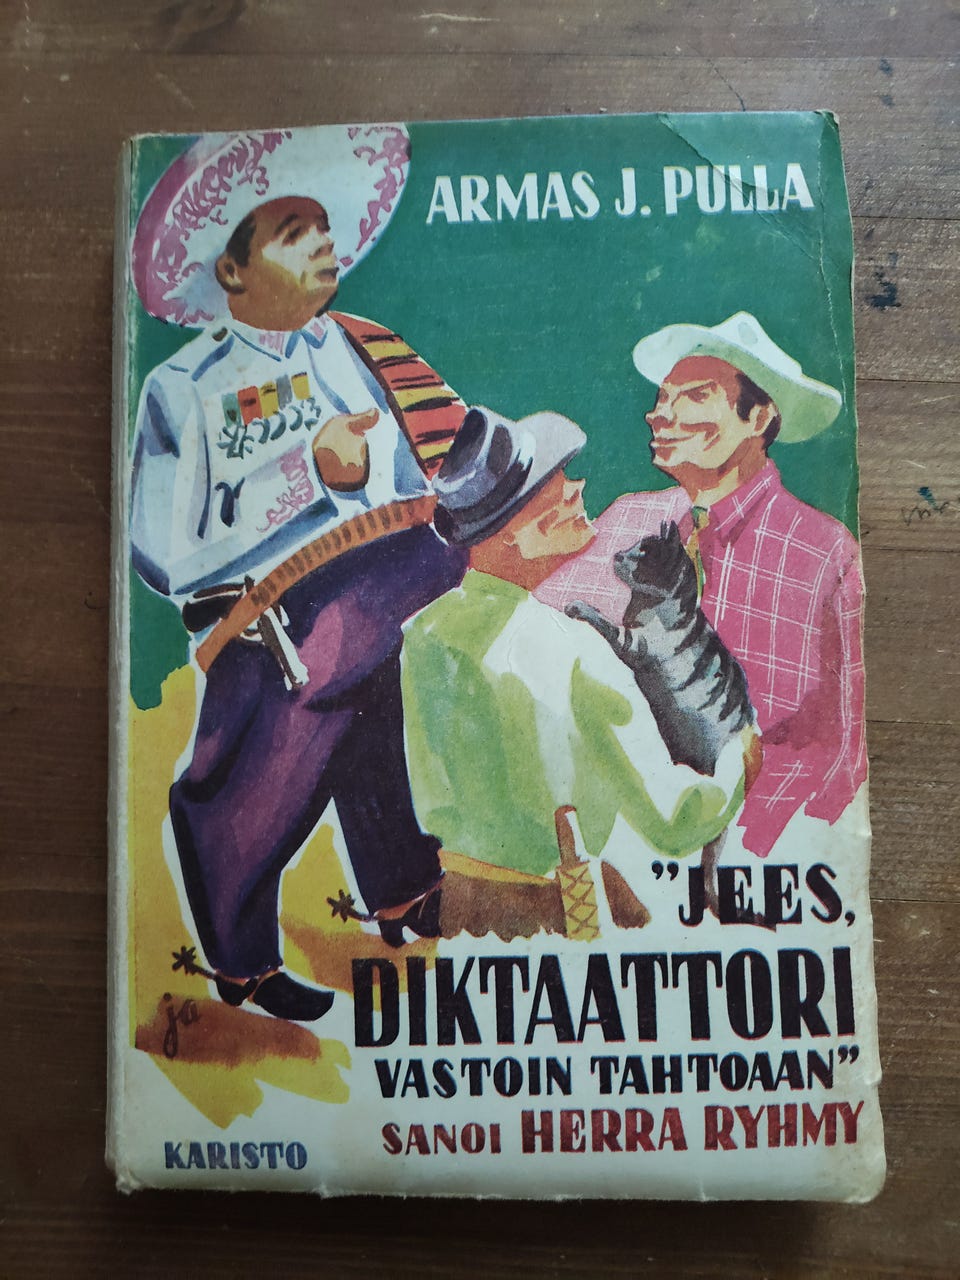 ARMAS J. PULLA
"JEES,
DIKTAATTORI
VASTOIN TAHTOAAN"
SANOI HERRA RYHMY
ja
KARISTO